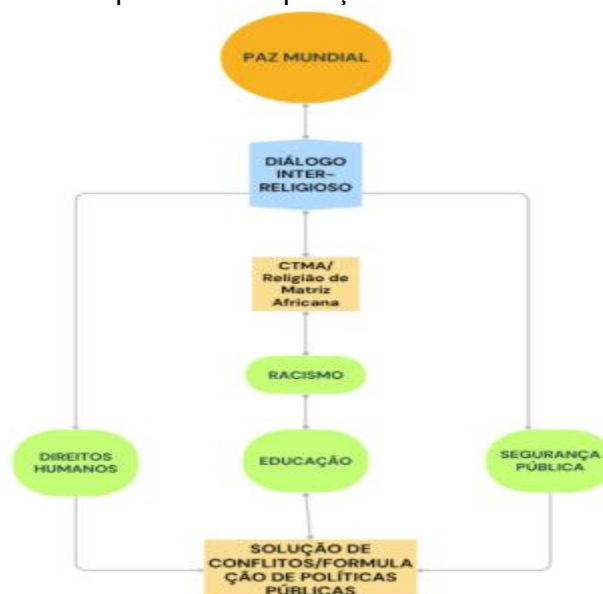 PAZ MUNDIAL
DIÁLOGO
INTER-
RELIGIOSO
CTMA/
Religião de
Matriz
Africana
RACISMO
DIREITOS
HUMANOS
EDUCAÇÃO
SEGURANÇA
PÚBLICA
SOLUÇÃO DE
CONFLITOS/FORMULA
ÇÃO DE POLÍTICAS
PÚBLICAS